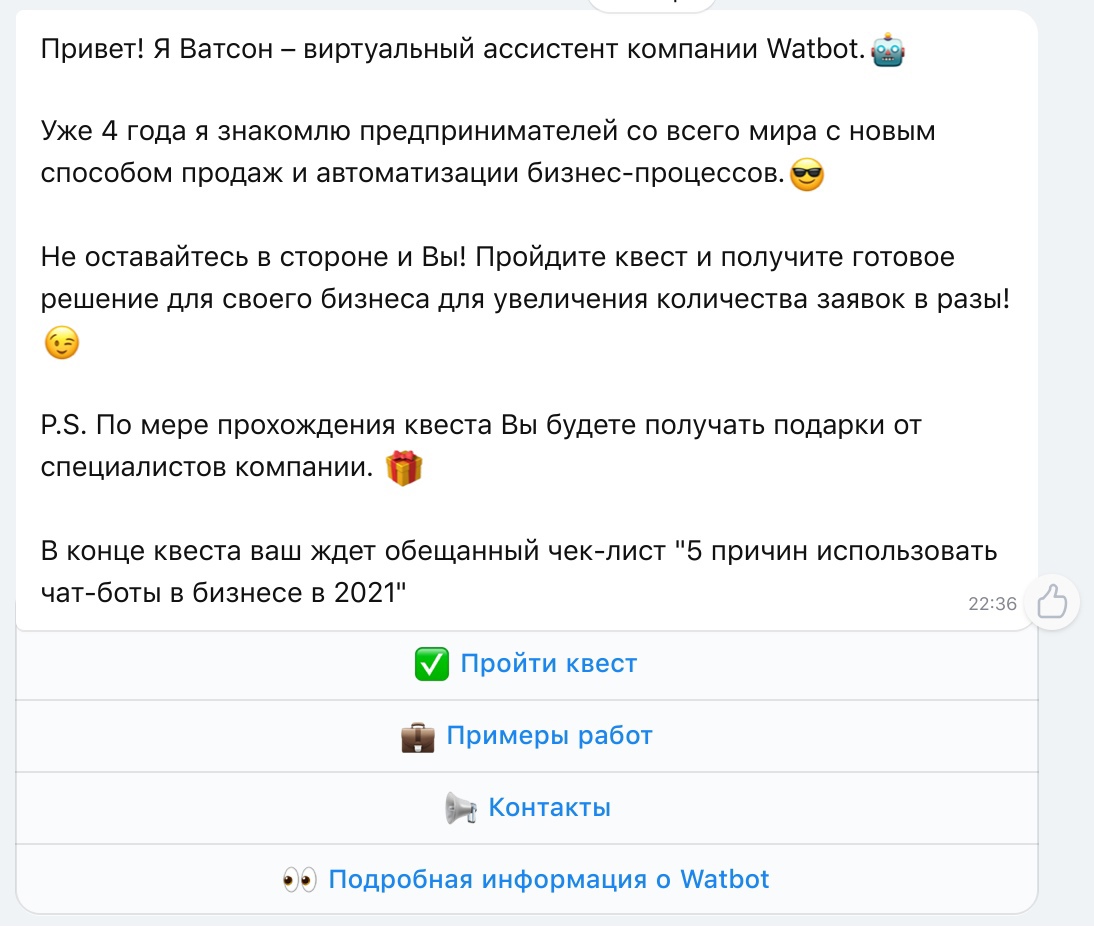 Привет! Я Ватсон – виртуальный ассистент компании Watbot.🤖
Уже 4 года я знакомлю предпринимателей со всего мира с новым
способом продаж и автоматизации бизнес-процессов.😎
Не оставайтесь в стороне и Вы! Пройдите квест и получите готовое
решение для своего бизнеса для увеличения количества заявок в разы!
😉
P.S. По мере прохождения квеста Вы будете получать подарки от
специалистов компании. 🎁
В конце квеста ваш ждет обещанный чек-лист "5 причин использовать
чат-боты в бизнесе в 2021"
22:36
✅ Пройти квест
💼 Примеры работ
📢 Контакты
👀 Подробная информация о Watbot